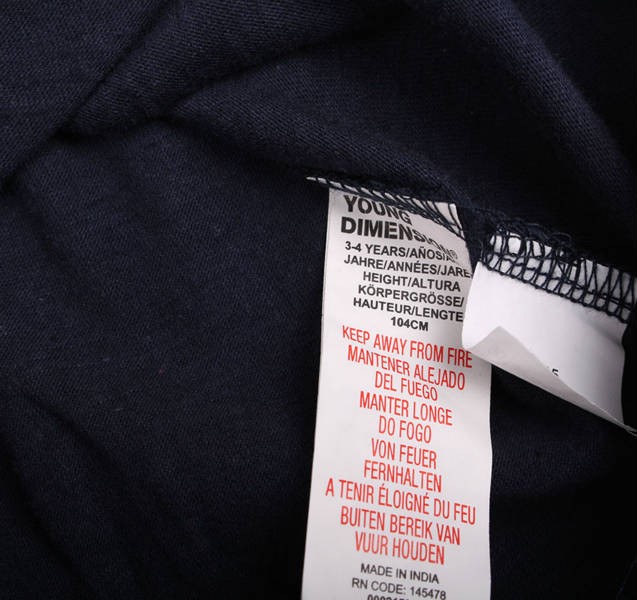 YOUNG
3-4 YEARS/AÑOS/
JAHRE/ANNÉES/JARE
HEIGHT/ALTURA
KÖRPERGRÖSSE/
HAUTEUR/LENGTE
104CM
KEEP AWAY FROM FIRE
MANTENER ALEJADO
DEL FUEGO
MANTER LONGE
DO FOGO
VON FEUER
FERNHALTEN
A TENIR ÉLOIGNÉ DU FEU
BUITEN BEREIK VAN
VUUR HOUDEN
MADE IN INDIA
RN CODE: 145478